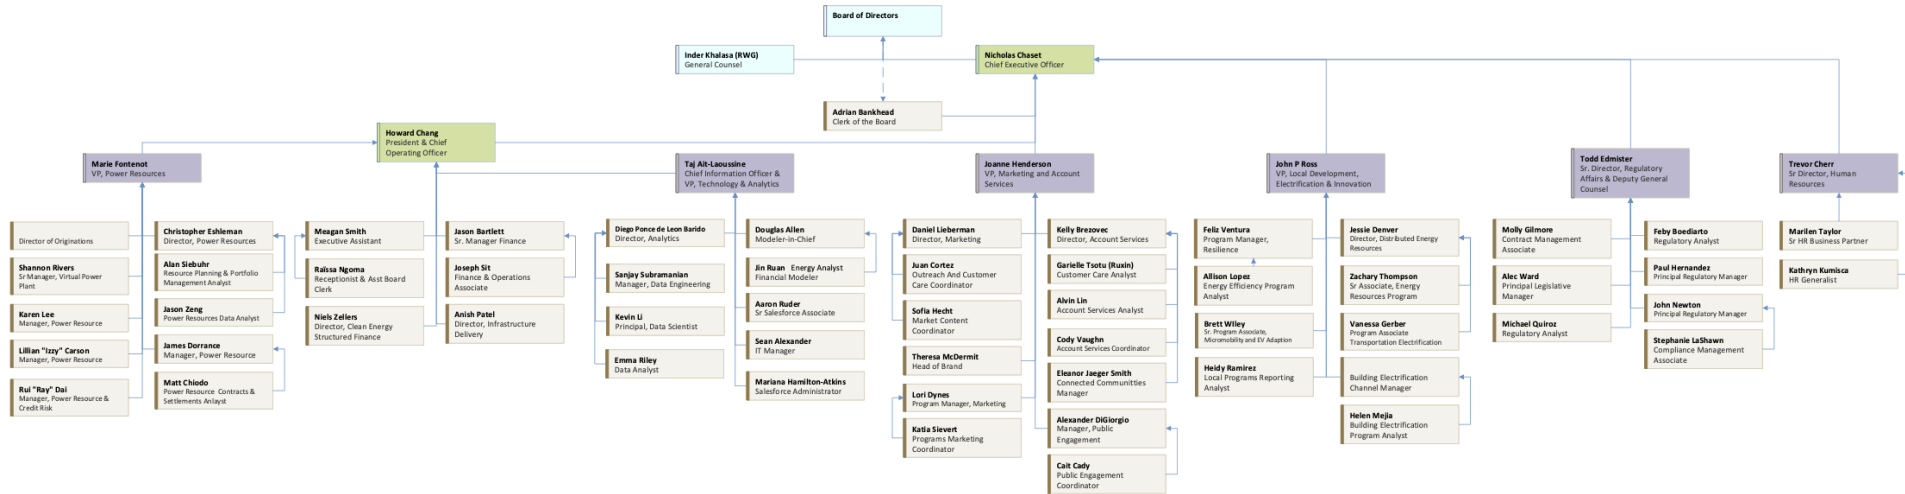 Board of Directors
Inder Khalasa (RWG)
General Counsel
Nicholas Chaset
Chief Executive Officer
Adrian Bankhead
Clerk of the Board
Howard Chang
President & Chief
Operating Officer
Marie Fontenot
VP, Power Resources
Taj Ait-Laoussine
Chief Information Officer &
VP, Technology & Analytics
Joanne Henderson
VP, Marketing and Account
Services
John P Ross
VP, Local Development,
Electrification & Innovation
Todd Edmister
Sr. Director, Regulatory
Affairs & Deputy General
Counsel
Trevor Cherr
Sr Director, Human
Resources
Director of Originations
Shannon Rivers
Sr Manager, Virtual Power
Plant
Karen Lee
Manager, Power Resource
Lillian "Izzy" Carson
Manager, Power Resource
Rui "Ray" Dai
Manager, Power Resource &
Credit Risk
Christopher Eshleman
Director, Power Resources
Alan Siebuhr
Resource Planning & Portfolio
Management Analyst
Jason Zeng
Power Resources Data Analyst
James Dorrance
Manager, Power Resource
Matt Chiodo
Power Resource Contracts &
Settlements Anlayst
Meagan Smith
Executive Assistant
Raïssa Ngoma
Receptionist & Asst Board
Clerk
Niels Zellers
Director, Clean Energy
Structured Finance
Jason Bartlett
Sr. Manager Finance
Joseph Sit
Finance & Operations
Associate
Anish Patel
Director, Infrastructure
Delivery
Diego Ponce de Leon Barido
Director, Analytics
Sanjay Subramanian
Manager, Data Engineering
Kevin Li
Principal, Data Scientist
Emma Riley
Data Analyst
Douglas Allen
Modeler-in-Chief
Jin Ruan Energy Analyst
Financial Modeler
Aaron Ruder
Sr Salesforce Associate
Sean Alexander
IT Manager
Mariana Hamilton-Atkins
Salesforce Administrator
Daniel Lieberman
Director, Marketing
Juan Cortez
Outreach And Customer
Care Coordinator
Sofia Hecht
Market Content
Coordinator
Theresa McDermit
Head of Brand
Lori Dynes
Program Manager, Marketing
Katia Sievert
Programs Marketing
Coordinator
Kelly Brezovec
Director, Account Services
Garielle Tsotu (Ruxin)
Customer Care Analyst
Alvin Lin
Account Services Analyst
Cody Vaughn
Account Services Coordinator
Eleanor Jaeger Smith
Connected Communitties
Manager
Alexander DiGiorgio
Manager, Public
Engagement
Cait Cady
Public Engagement
Coordinator
Feliz Ventura
Program Manager,
Resilience
Allison Lopez
Energy Efficiency Program
Analyst
Brett Wiley
Sr. Program Associate,
Micromobility and EV Adaption
Heidy Ramirez
Local Programs Reporting
Analyst
Jessie Denver
Director, Distributed Energy
Resources
Zachary Thompson
Sr Associate, Energy
Resources Program
Vanessa Gerber
Program Associate
Transportation Electrification
Building Electrification
Channel Manager
Helen Mejia
Building Electrification
Program Analyst
Molly Gilmore
Contract Management
Associate
Alec Ward
Principal Legislative
Manager
Michael Quiroz
Regulatory Analyst
Feby Boediarto
Regulatory Analyst
Paul Hernandez
Principal Regulatory Manager
John Newton
Principal Regulatory Manager
Stephanie LaShawn
Compliance Management
Associate
Marilen Taylor
Sr HR Business Partner
Kathryn Kumisca
HR Generalist